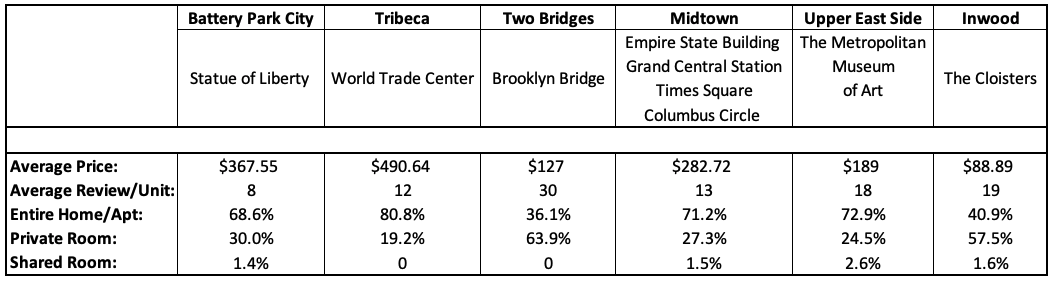 Battery Park City Tribeca Two Bridges Midtown Upper East Side Inwood
Statue of Liberty World Trade Center Brooklyn Bridge Empire State Building
Grand Central Station
Times Square
Columbus Circle The Metropolitan
Museum
of Art The Cloisters
Average Price: $367.55 $490.64 $127 $282.72 $189 $88.89
Average Review/Unit: 8 12 30 13 18 19
Entire Home/Apt: 68.6% 80.8% 36.1% 71.2% 72.9% 40.9%
Private Room: 30.0% 19.2% 63.9% 27.3% 24.5% 57.5%
Shared Room: 1.4% 0 0 1.5% 2.6% 1.6%